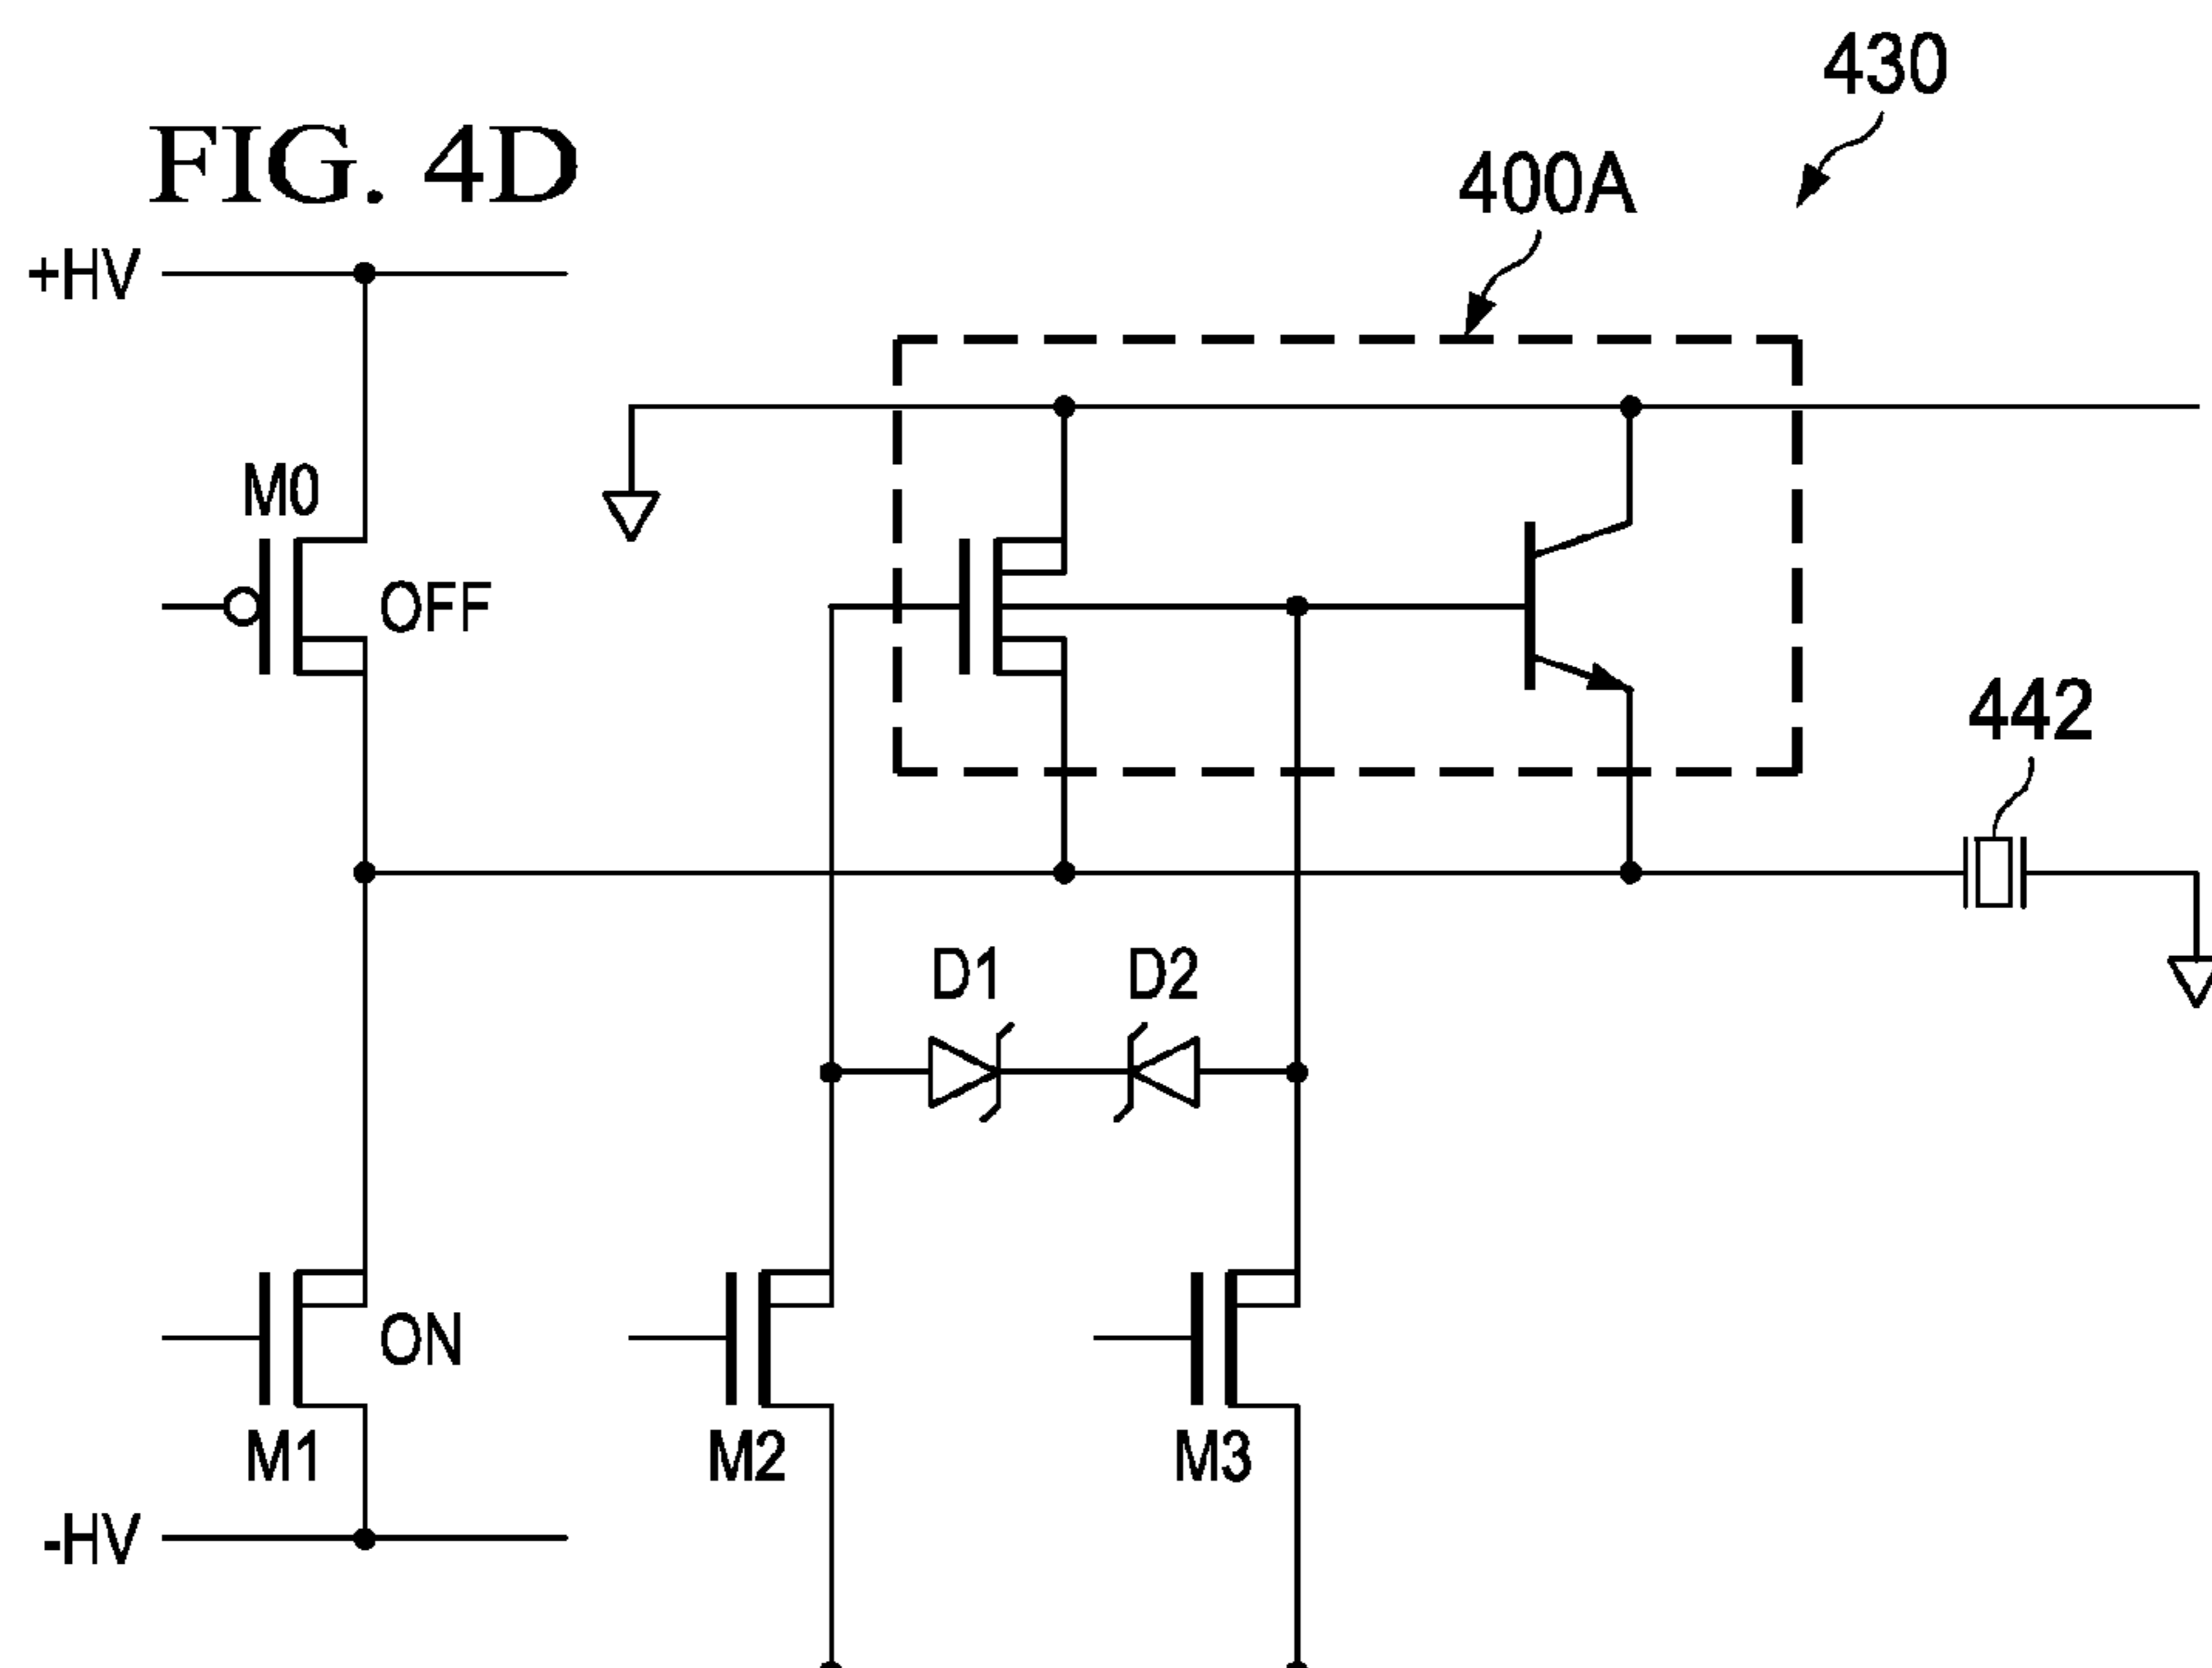 430
400A
FIG. 4D
+HV
M0
OFF
442
D1
D2
ON
M1
M2
M3
-HV